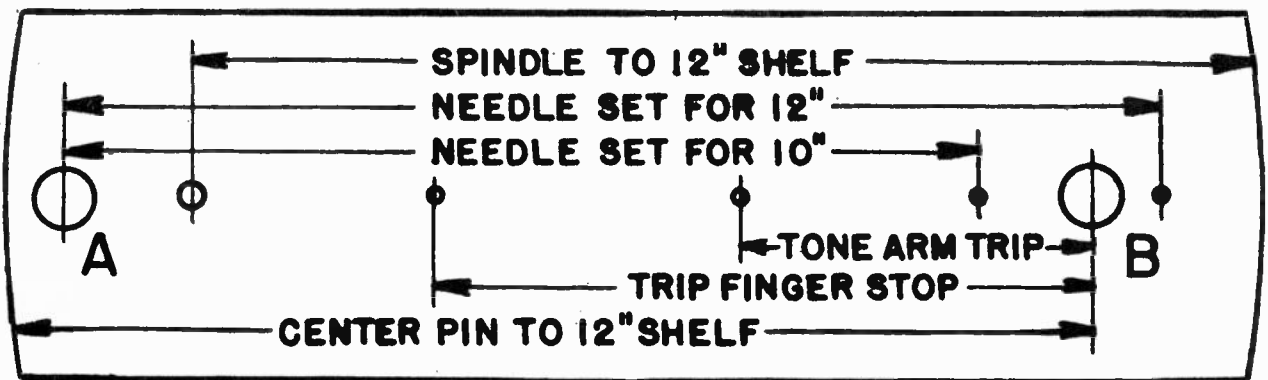 SPINDLE TO 12" SHELF
NEEDLE SET FOR 12"
NEEDLE SET FOR 10"
A
TONE ARM TRIP
B
TRIP FINGER STOP
CENTER PIN TO 12" SHELF